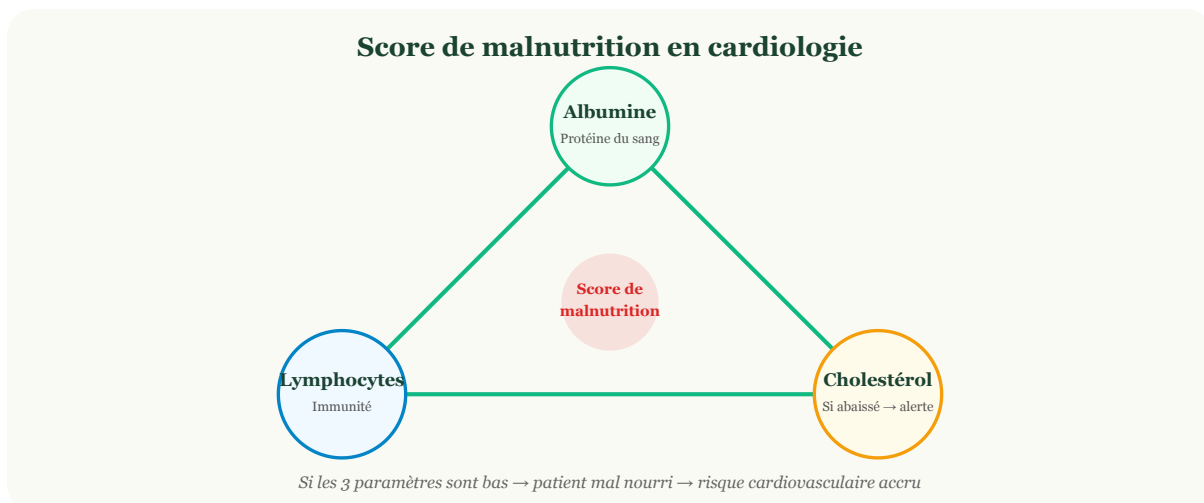 Score de malnutrition en cardiologie
Albumine
Protéine du sang
Score de
malnutrition
Lymphocytes
Immunité
Cholestérol
Si abaissé → alerte
Si les 3 paramètres sont bas → patient mal nourri → risque cardiovasculaire accru